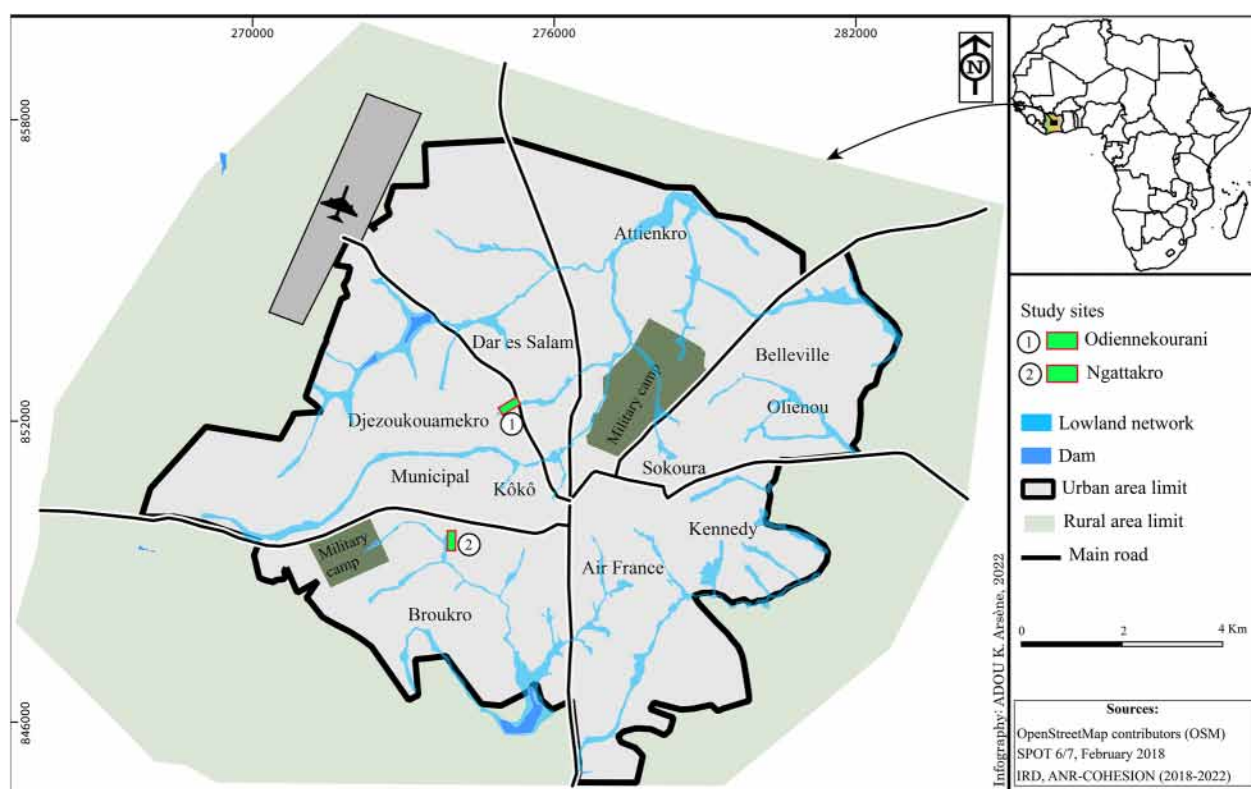 270000
276000
282000
858000
852000
846000
N
Attienkro
Dar es Salam
Belleville
Military camp
Djezoukouamekro
1
Olienou
Municipal
Kôkô
Sokoura
Military
camp
2
Kennedy
Air France
Broukro
Study sites
1 Odiennekourani
2 Ngattakro
Lowland network
Dam
Urban area limit
Rural area limit
Main road
0 2 4 Km
Infography: ADOU K. Arsène, 2022
Sources:
OpenStreetMap contributors (OSM)
SPOT 6/7, February 2018
IRD, ANR-COHESION (2018-2022)